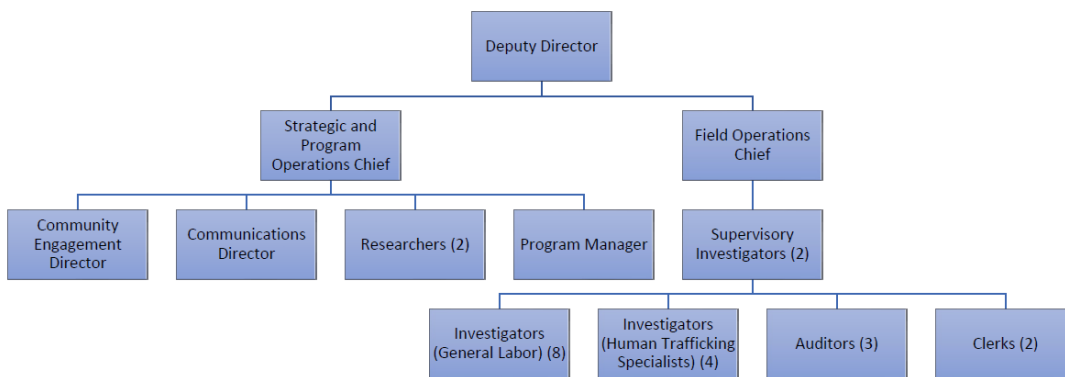 Deputy Director
Strategic and
Program
Operations Chief
Field Operations
Chief
Community
Engagement
Director
Communications
Director
Researchers (2)
Program Manager
Supervisory
Investigators (2)
Investigators
(General Labor) (8)
Investigators
(Human Trafficking
Specialists) (4)
Auditors (3)
Clerks (2)